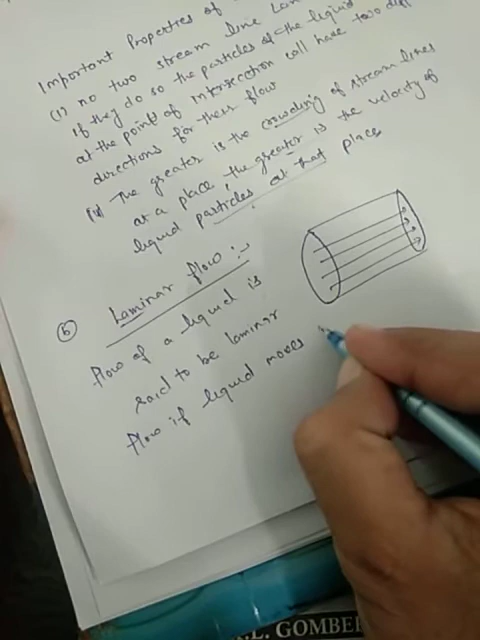 Important Properties of
(i) no two stream line can
If they do so the particles of the liquid
at the point of Intersection will have two diff
directions for their flow
(ii) The greater is the crowding of stream lines
at a place, the greater is the velocity of
liquid particles at that place
(6) Laminar flow :-
flow of a liquid is
said to be laminar
flow if liquid moves
L. GOMBE